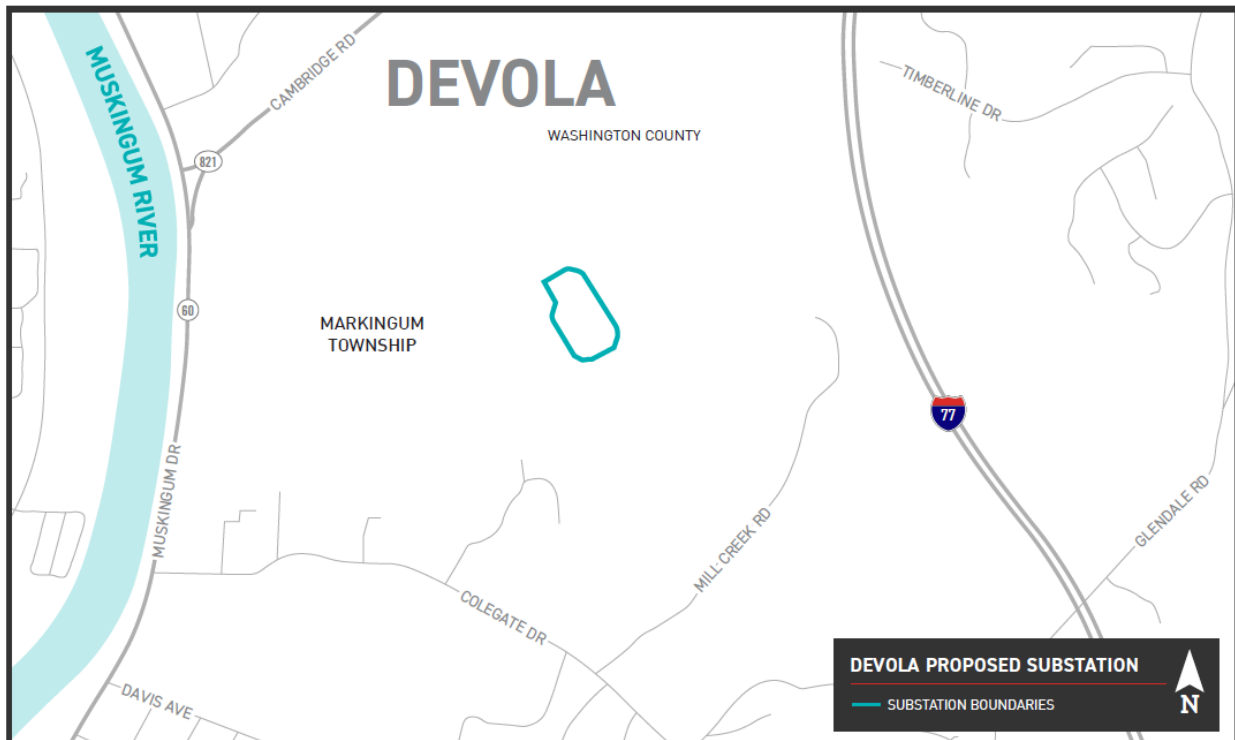 DEVOLA
WASHINGTON COUNTY
MUSKINGUM RIVER
CAMBRIDGE RD
TIMBERLINE DR
821
60
MARKINGUM
TOWNSHIP
77
MUSKINGUM DR
MILL CREEK RD
GLENDALE RD
COLEGATE DR
DAVIS AVE
DEVOLA PROPOSED SUBSTATION
SUBSTATION BOUNDARIES
N